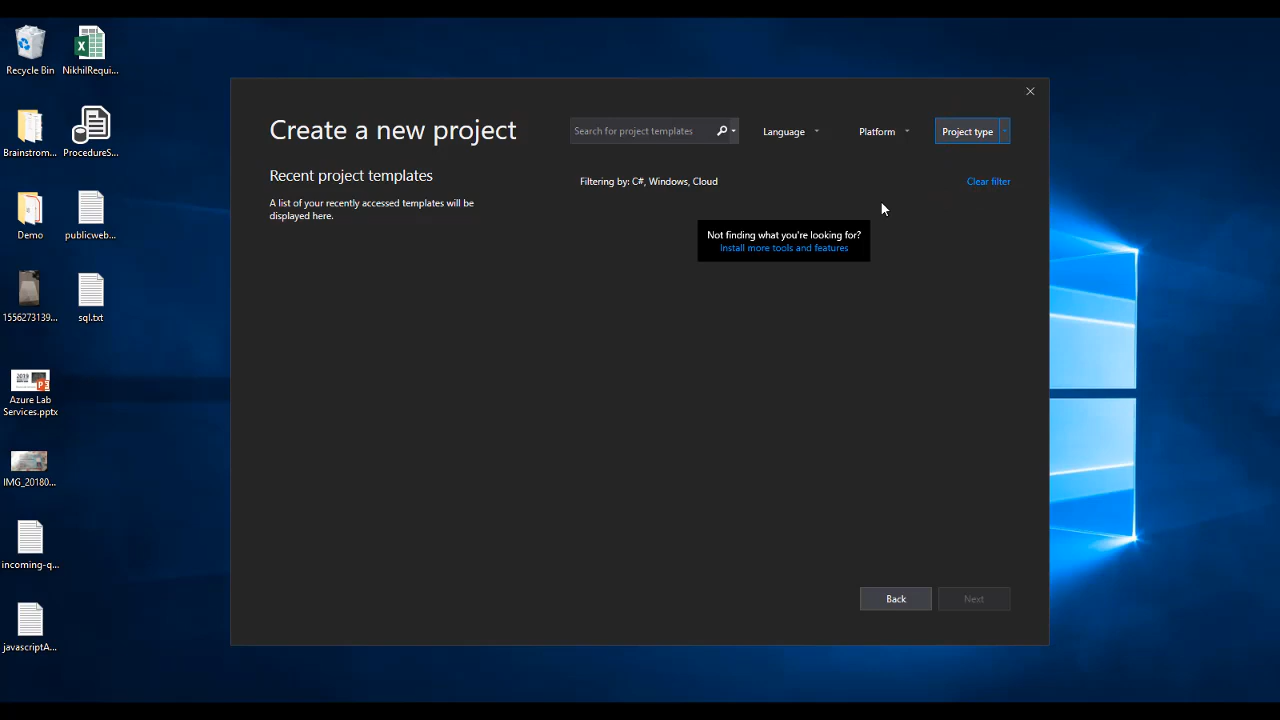 Recycle Bin
NikhilRequi...
Brainstrom...
ProcedureS...
Demo
publicweb...
1556273139...
sql.txt
Azure Lab
Services.pptx
IMG_20180...
incoming-q...
javascriptA...
Create a new project
Search for project templates
Language
Platform
Project type
Recent project templates
A list of your recently accessed templates will be
displayed here.
Filtering by: C#, Windows, Cloud
Clear filter
Not finding what you're looking for?
Install more tools and features
Back
Next